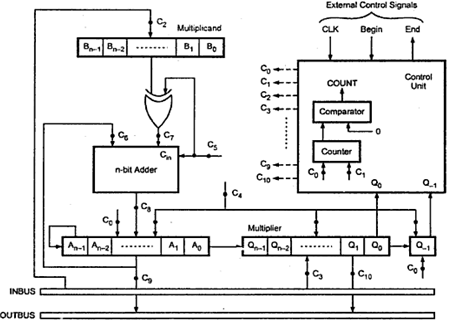 External Control Signals
CLK Begin End
C2
Multiplicand
Bn–1 Bn–2 ········ B1 B0
C0
C1
C2
C3
C9
C10
Control Unit
COUNT
Comparator
0
Counter
C0 C1
Q0 Q–1
C6 C7 C5
Cin
n-bit Adder
C8
C4
C0
Multiplier
An–1 An–2 ········ A1 A0
Qn–1 Qn–2 ········ Q1 Q0
Q–1
C9
C3
C10
C0
INBUS
OUTBUS